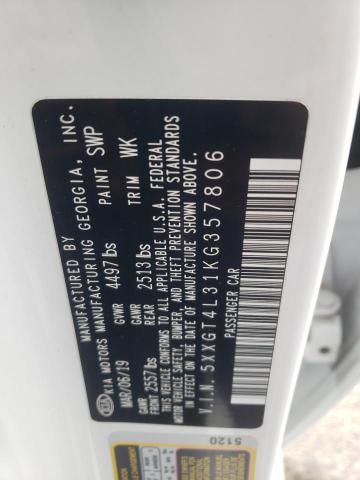 MANUFACTURED BY
KIA MOTORS MANUFACTURING GEORGIA, INC.
KIA
MAR/06/19 GVWR 4497 lbs PAINT SWP
GAWR FRONT 2557 lbs GAWR REAR 2513 lbs TRIM WK
THIS VEHICLE CONFORMS TO ALL APPLICABLE U.S.A. FEDERAL
MOTOR VEHICLE SAFETY, BUMPER, AND THEFT PREVENTION STANDARDS
IN EFFECT ON THE DATE OF MANUFACTURE SHOWN ABOVE.
V.I.N. 5XXGT4L31KG357806
PASSENGER CAR
5120